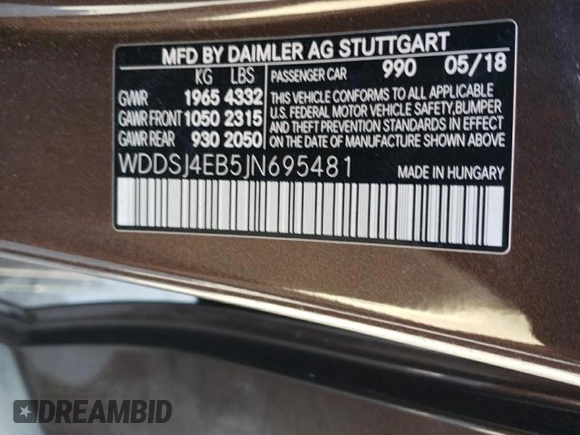 MFD BY DAIMLER AG STUTTGART
KG LBS PASSENGER CAR 990 05/18
GVWR 1965 4332 THIS VEHICLE CONFORMS TO ALL APPLICABLE
GAWR FRONT 1050 2315 U.S. FEDERAL MOTOR VEHICLE SAFETY, BUMPER
GAWR REAR 930 2050 AND THEFT PREVENTION STANDARDS IN EFFECT
ON THE DATE OF MANUFACTURE SHOWN ABOVE
WDDSJ4EB5JN695481 MADE IN HUNGARY
DREAMBID